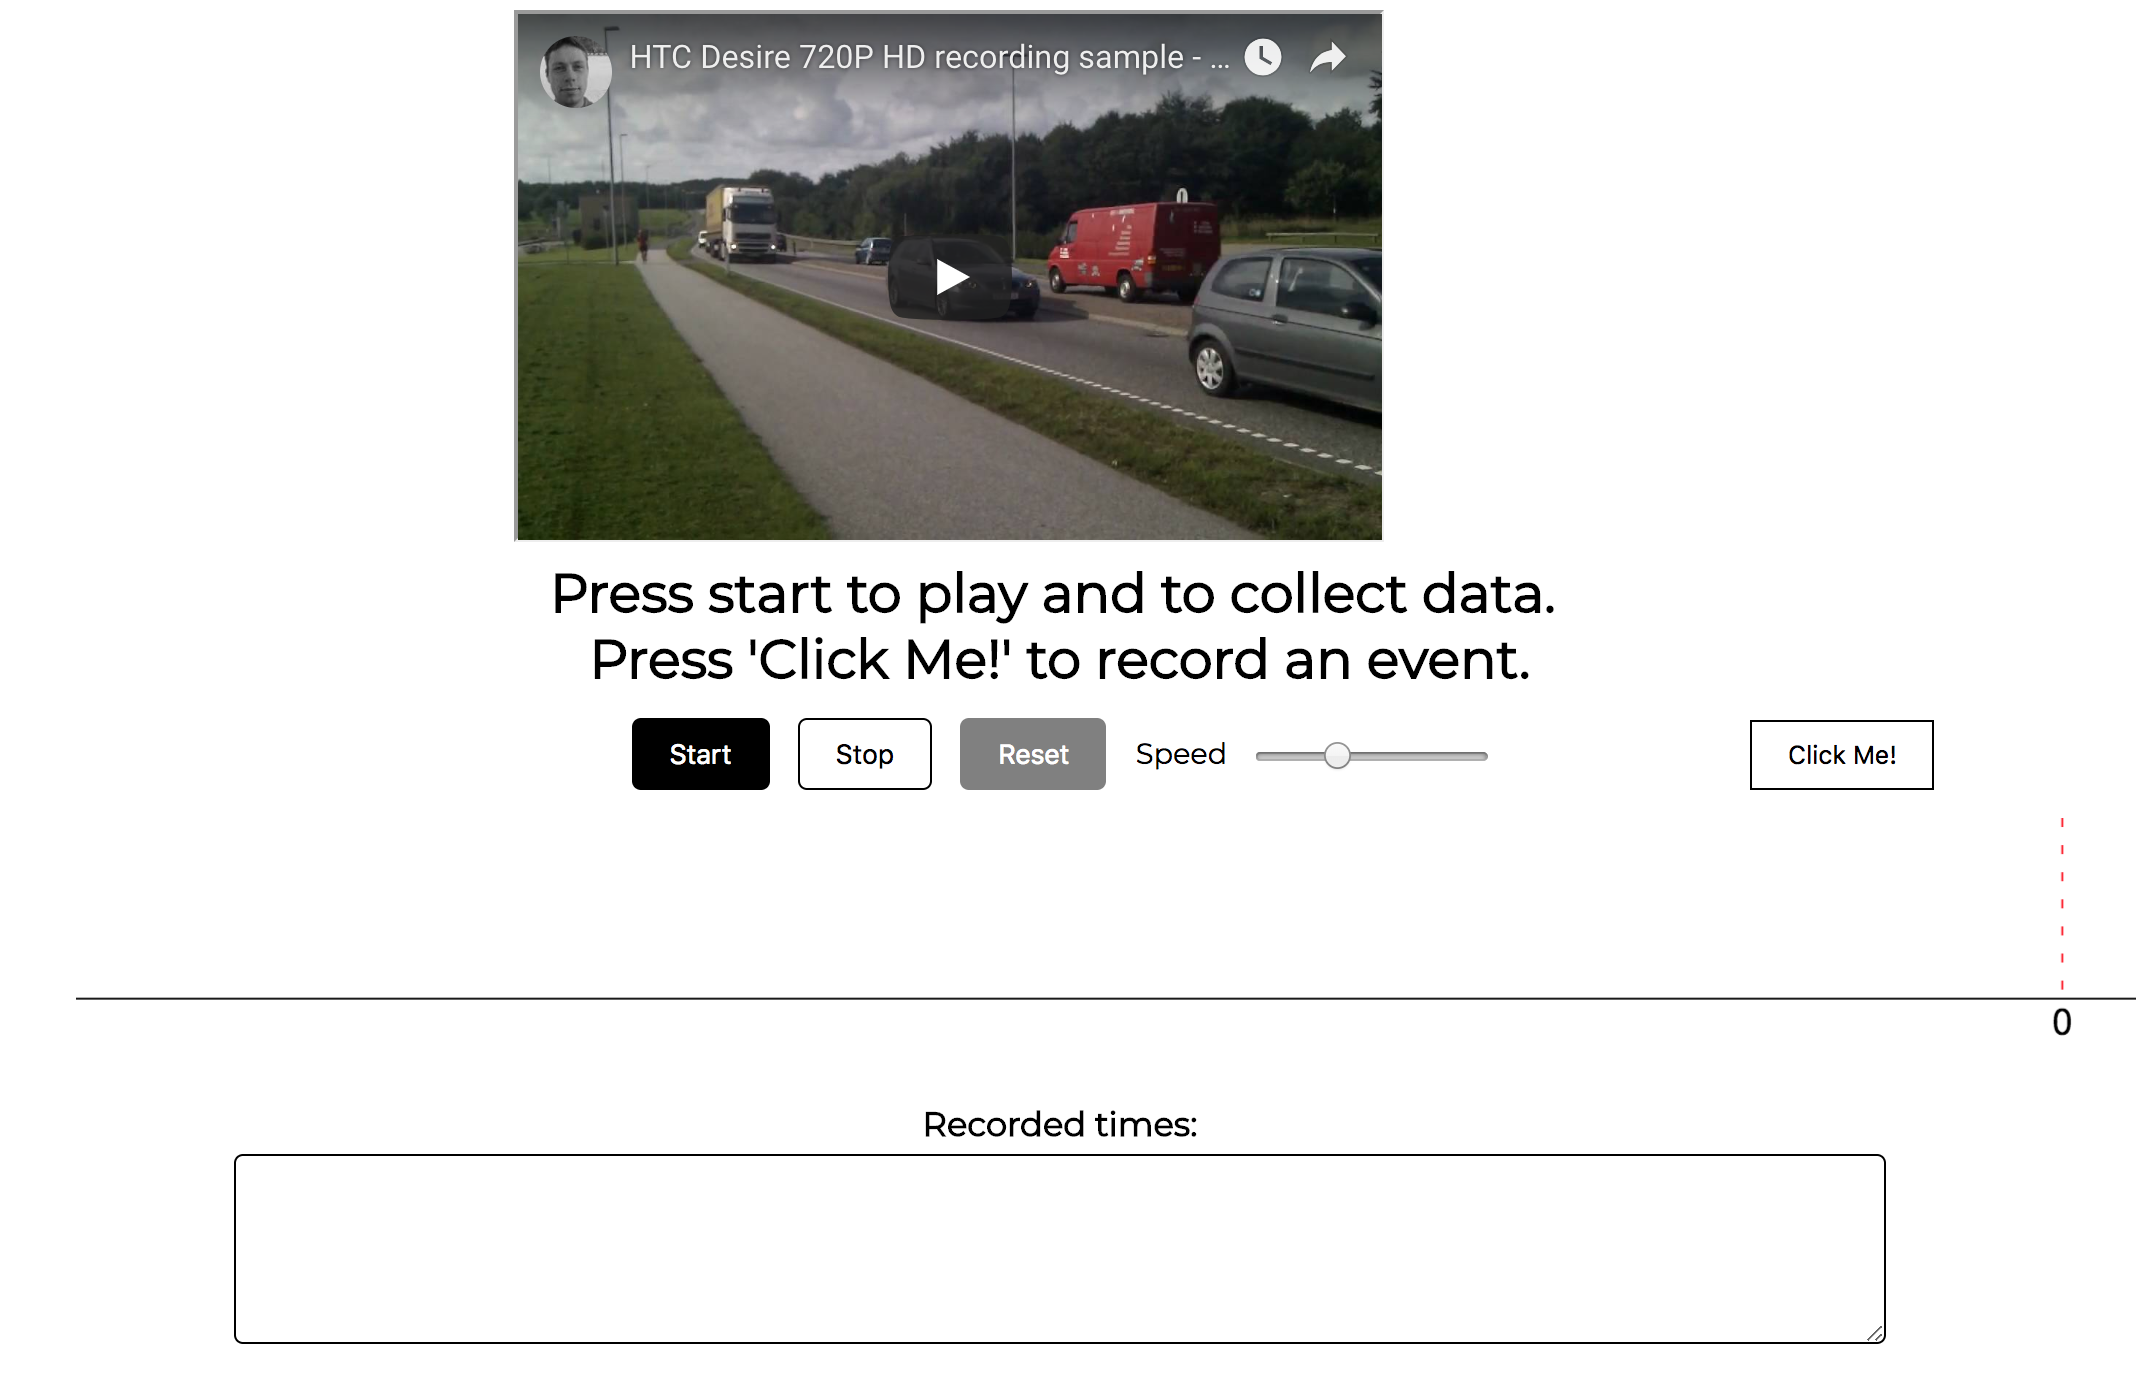 HTC Desire 720P HD recording sample - ...
Press start to play and to collect data.
Press 'Click Me!' to record an event.
Start
Stop
Reset
Speed
Click Me!
0
Recorded times: